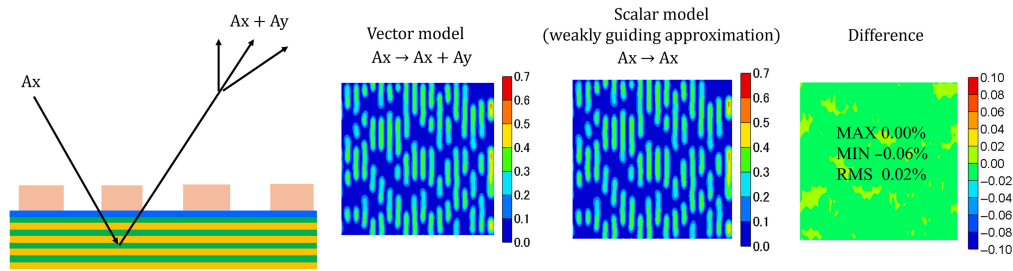 Ax
Ax + Ay
Vector model
Ax → Ax + Ay
0.7
0.6
0.5
0.4
0.3
0.2
0.1
0.0
Scalar model
(weakly guiding approximation)
Ax → Ax
0.7
0.6
0.5
0.4
0.3
0.2
0.1
0.0
Difference
MAX 0.00%
MIN –0.06%
RMS 0.02%
0.10
0.08
0.06
0.04
0.02
0.00
–0.02
–0.04
–0.06
–0.08
–0.10